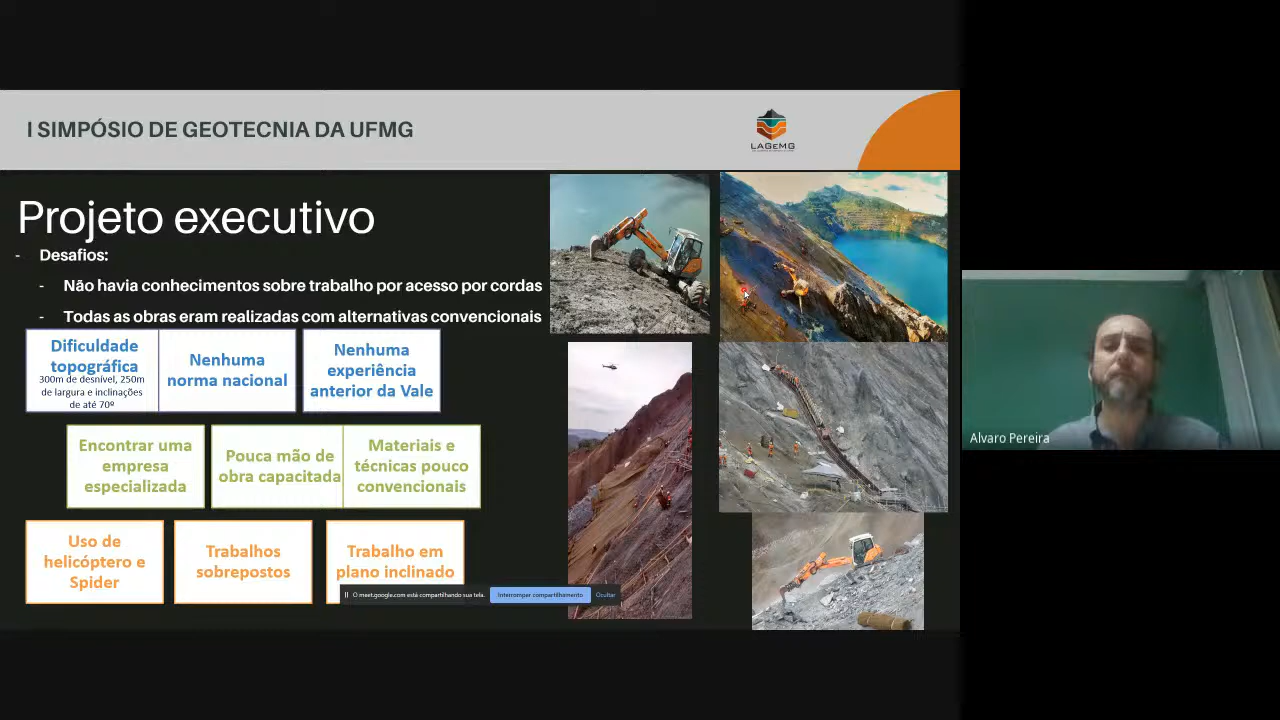 I SIMPÓSIO DE GEOTECNIA DA UFMG
LAGEMG
Projeto executivo
- Desafios:
- Não havia conhecimentos sobre trabalho por acesso por cordas
- Todas as obras eram realizadas com alternativas convencionais
Dificuldade
topográfica
300m de desnível, 250m
de largura e inclinações
de até 70º
Nenhuma
norma nacional
Nenhuma
experiência
anterior da Vale
Encontrar uma
empresa
especializada
Pouca mão de
obra capacitada
Materiais e
técnicas pouco
convencionais
Uso de
helicóptero e
Spider
Trabalhos
sobrepostos
Trabalho em
plano inclinado
O meet.google.com está compartilhando sua tela.
Interromper compartilhamento
Ocultar
Alvaro Pereira